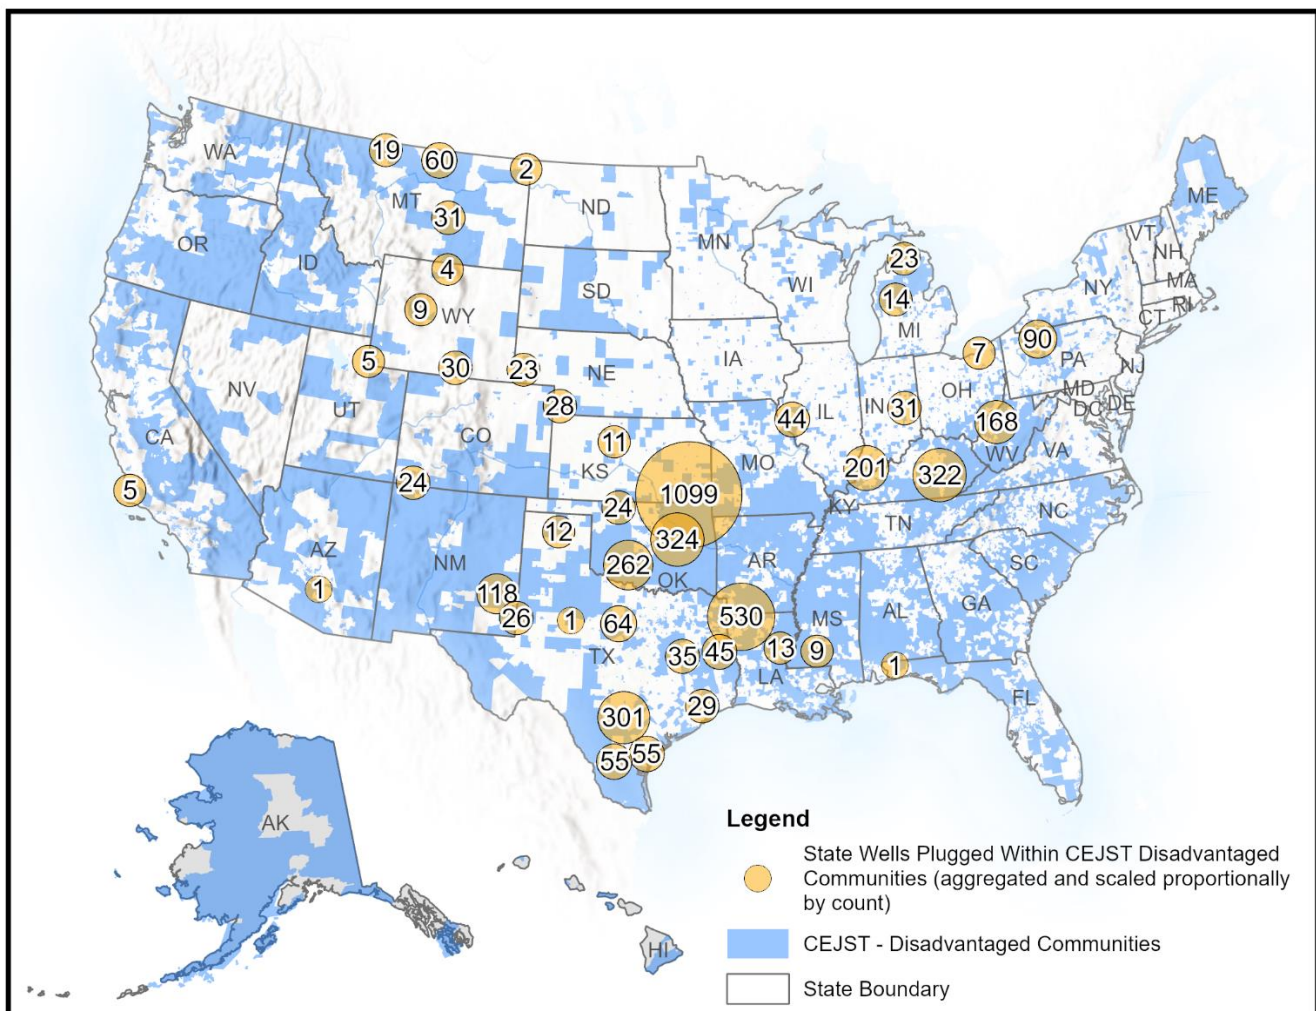 WA
19
60
2
ME
MT
ND
31
MN
VT
OR
ID
NH
4
23
SD
WI
NY
MA
9
WY
14
MI
CT
RI
5
30
23
NE
IA
7
90
PA
NJ
NV
UT
28
OH
MD
DE
DC
CO
44
IL
IN
31
168
CA
KS
11
MO
WV
VA
5
24
1099
201
322
24
KY
NC
12
324
TN
AZ
NM
262
OK
AR
SC
1
118
26
1
64
530
MS
AL
GA
TX
35
45
13
9
1
LA
FL
301
29
55
55
AK
HI
Legend
State Wells Plugged Within CEJST Disadvantaged
Communities (aggregated and scaled proportionally
by count)
CEJST - Disadvantaged Communities
State Boundary